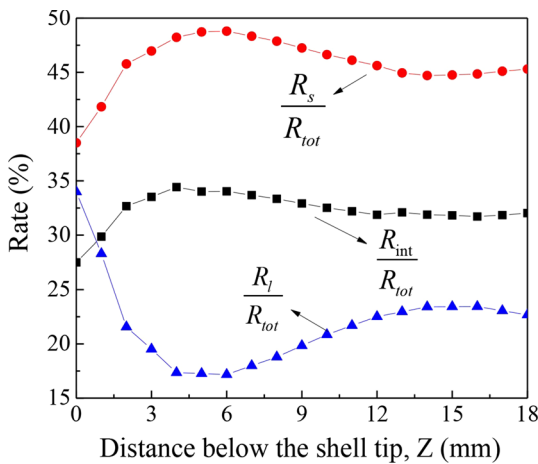 50
45
40
35
30
25
20
15
0 3 6 9 12 15 18
Rate (%)
Distance below the shell tip, Z (mm)
R_s
R_tot
R_int
R_tot
R_l
R_tot